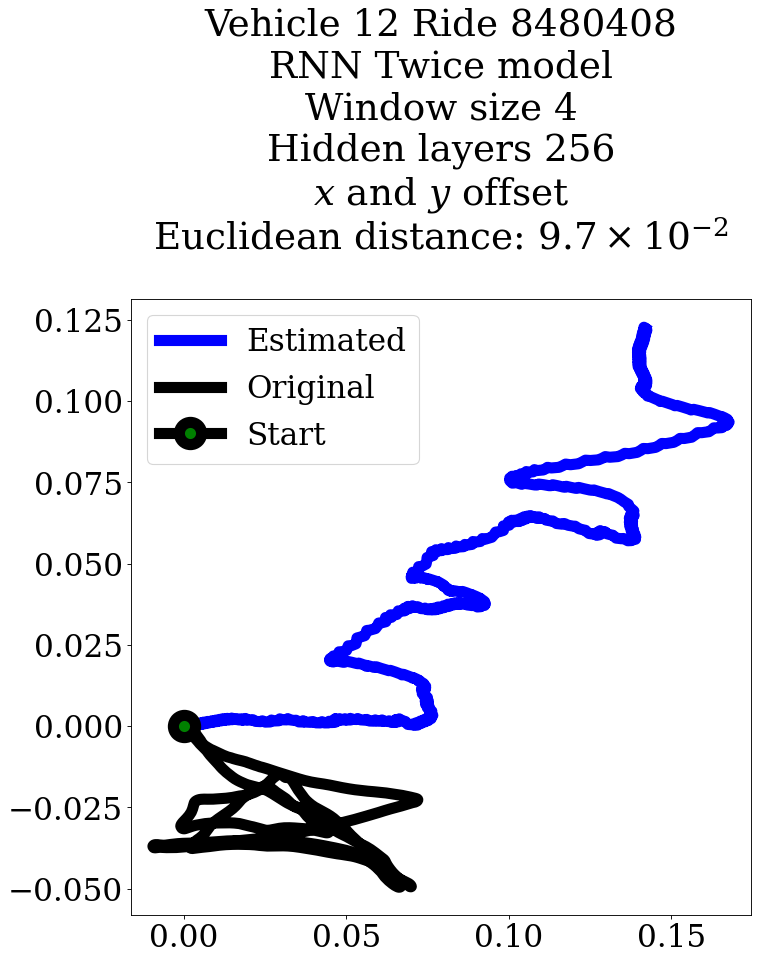 Vehicle 12 Ride 8480408
RNN Twice model
Window size 4
Hidden layers 256
x and y offset
Euclidean distance: 9.7 × 10⁻²
0.125
0.100
0.075
0.050
0.025
0.000
−0.025
−0.050
Estimated
Original
Start
0.00 0.05 0.10 0.15